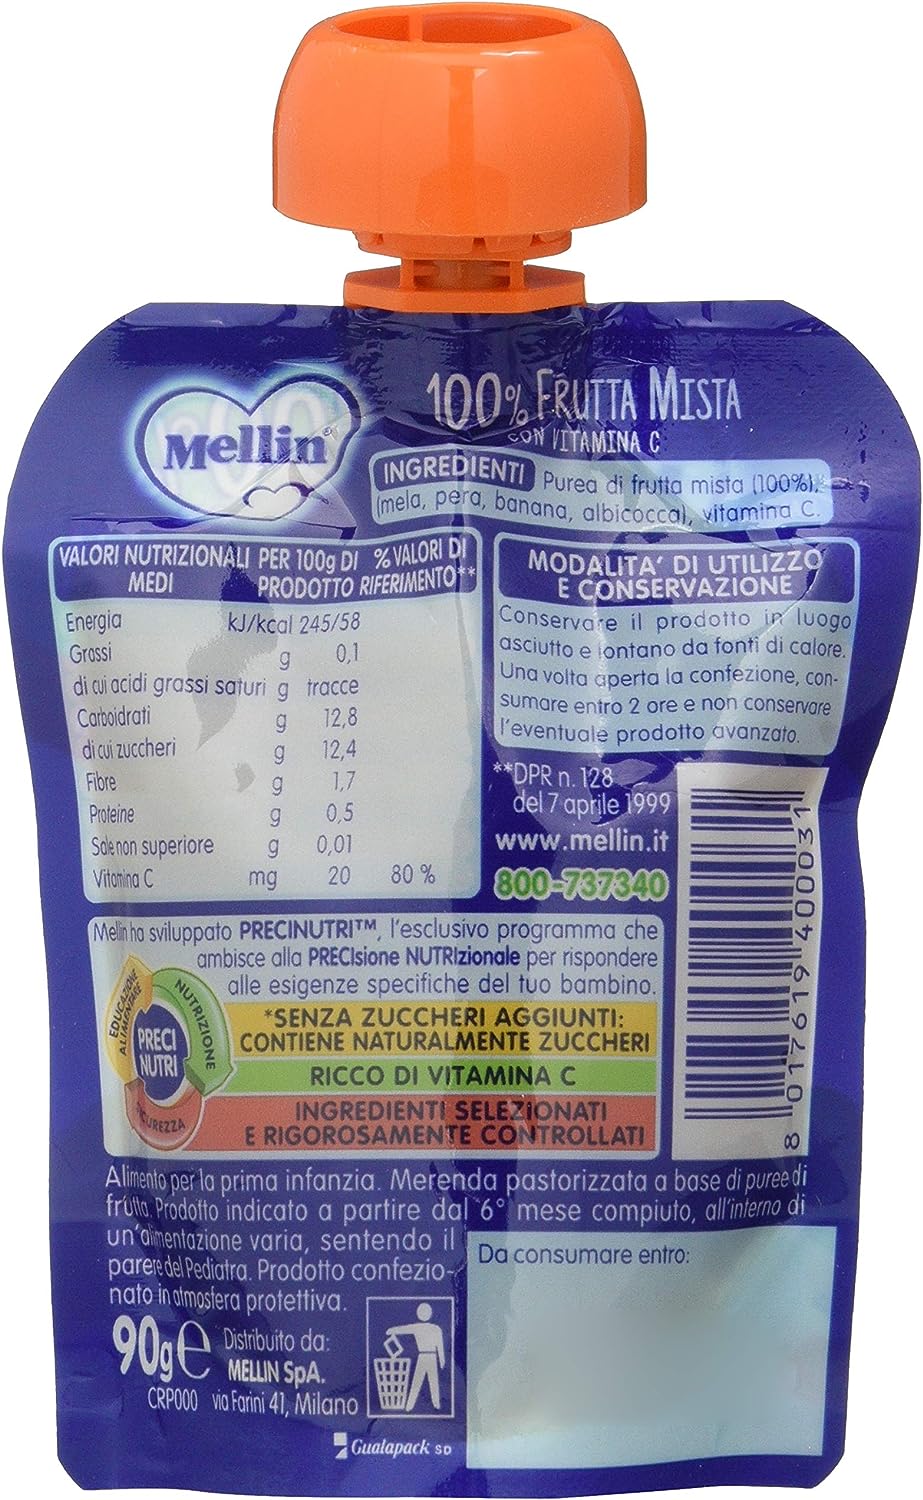 Mellin®
100% FRUTTA MISTA
CON VITAMINA C
INGREDIENTI Purea di frutta mista (100%),*
(mela, pera, banana, albicocca), vitamina C.
VALORI NUTRIZIONALI MEDI PER 100g DI PRODOTTO % VALORI DI RIFERIMENTO**
Energia kJ/kcal 245/58
Grassi g 0,1
di cui acidi grassi saturi g tracce
Carboidrati g 12,8
di cui zuccheri g 12,4
Fibre g 1,7
Proteine g 0,5
Sale non superiore g 0,01
Vitamina C mg 20 80 %
MODALITA' DI UTILIZZO
E CONSERVAZIONE
Conservare il prodotto in luogo
asciutto e lontano da fonti di calore.
Una volta aperta la confezione, con-
sumare entro 2 ore e non conservare
l'eventuale prodotto avanzato.
**DPR n. 128
del 7 aprile 1999
www.mellin.it
800-737340
8 017619 400031
Mellin ha sviluppato PRECINUTRI™, l'esclusivo programma che
ambisce alla PRECIsione NUTRIzionale per rispondere
alle esigenze specifiche del tuo bambino.
EDUCAZIONE
ALIMENTARE
NUTRIZIONE
SICUREZZA
PRECI
NUTRI
*SENZA ZUCCHERI AGGIUNTI:
CONTIENE NATURALMENTE ZUCCHERI
RICCO DI VITAMINA C
INGREDIENTI SELEZIONATI
E RIGOROSAMENTE CONTROLLATI
Alimento per la prima infanzia. Merenda pastorizzata a base di puree di
frutta. Prodotto indicato a partire dal 6° mese compiuto, all'interno di
un'alimentazione varia, sentendo il
parere del Pediatra. Prodotto confezio-
nato in atmosfera protettiva.
Da consumare entro:
90g e
Distribuito da:
MELLIN SpA.
CRP000 via Farini 41, Milano
Gualapack SD